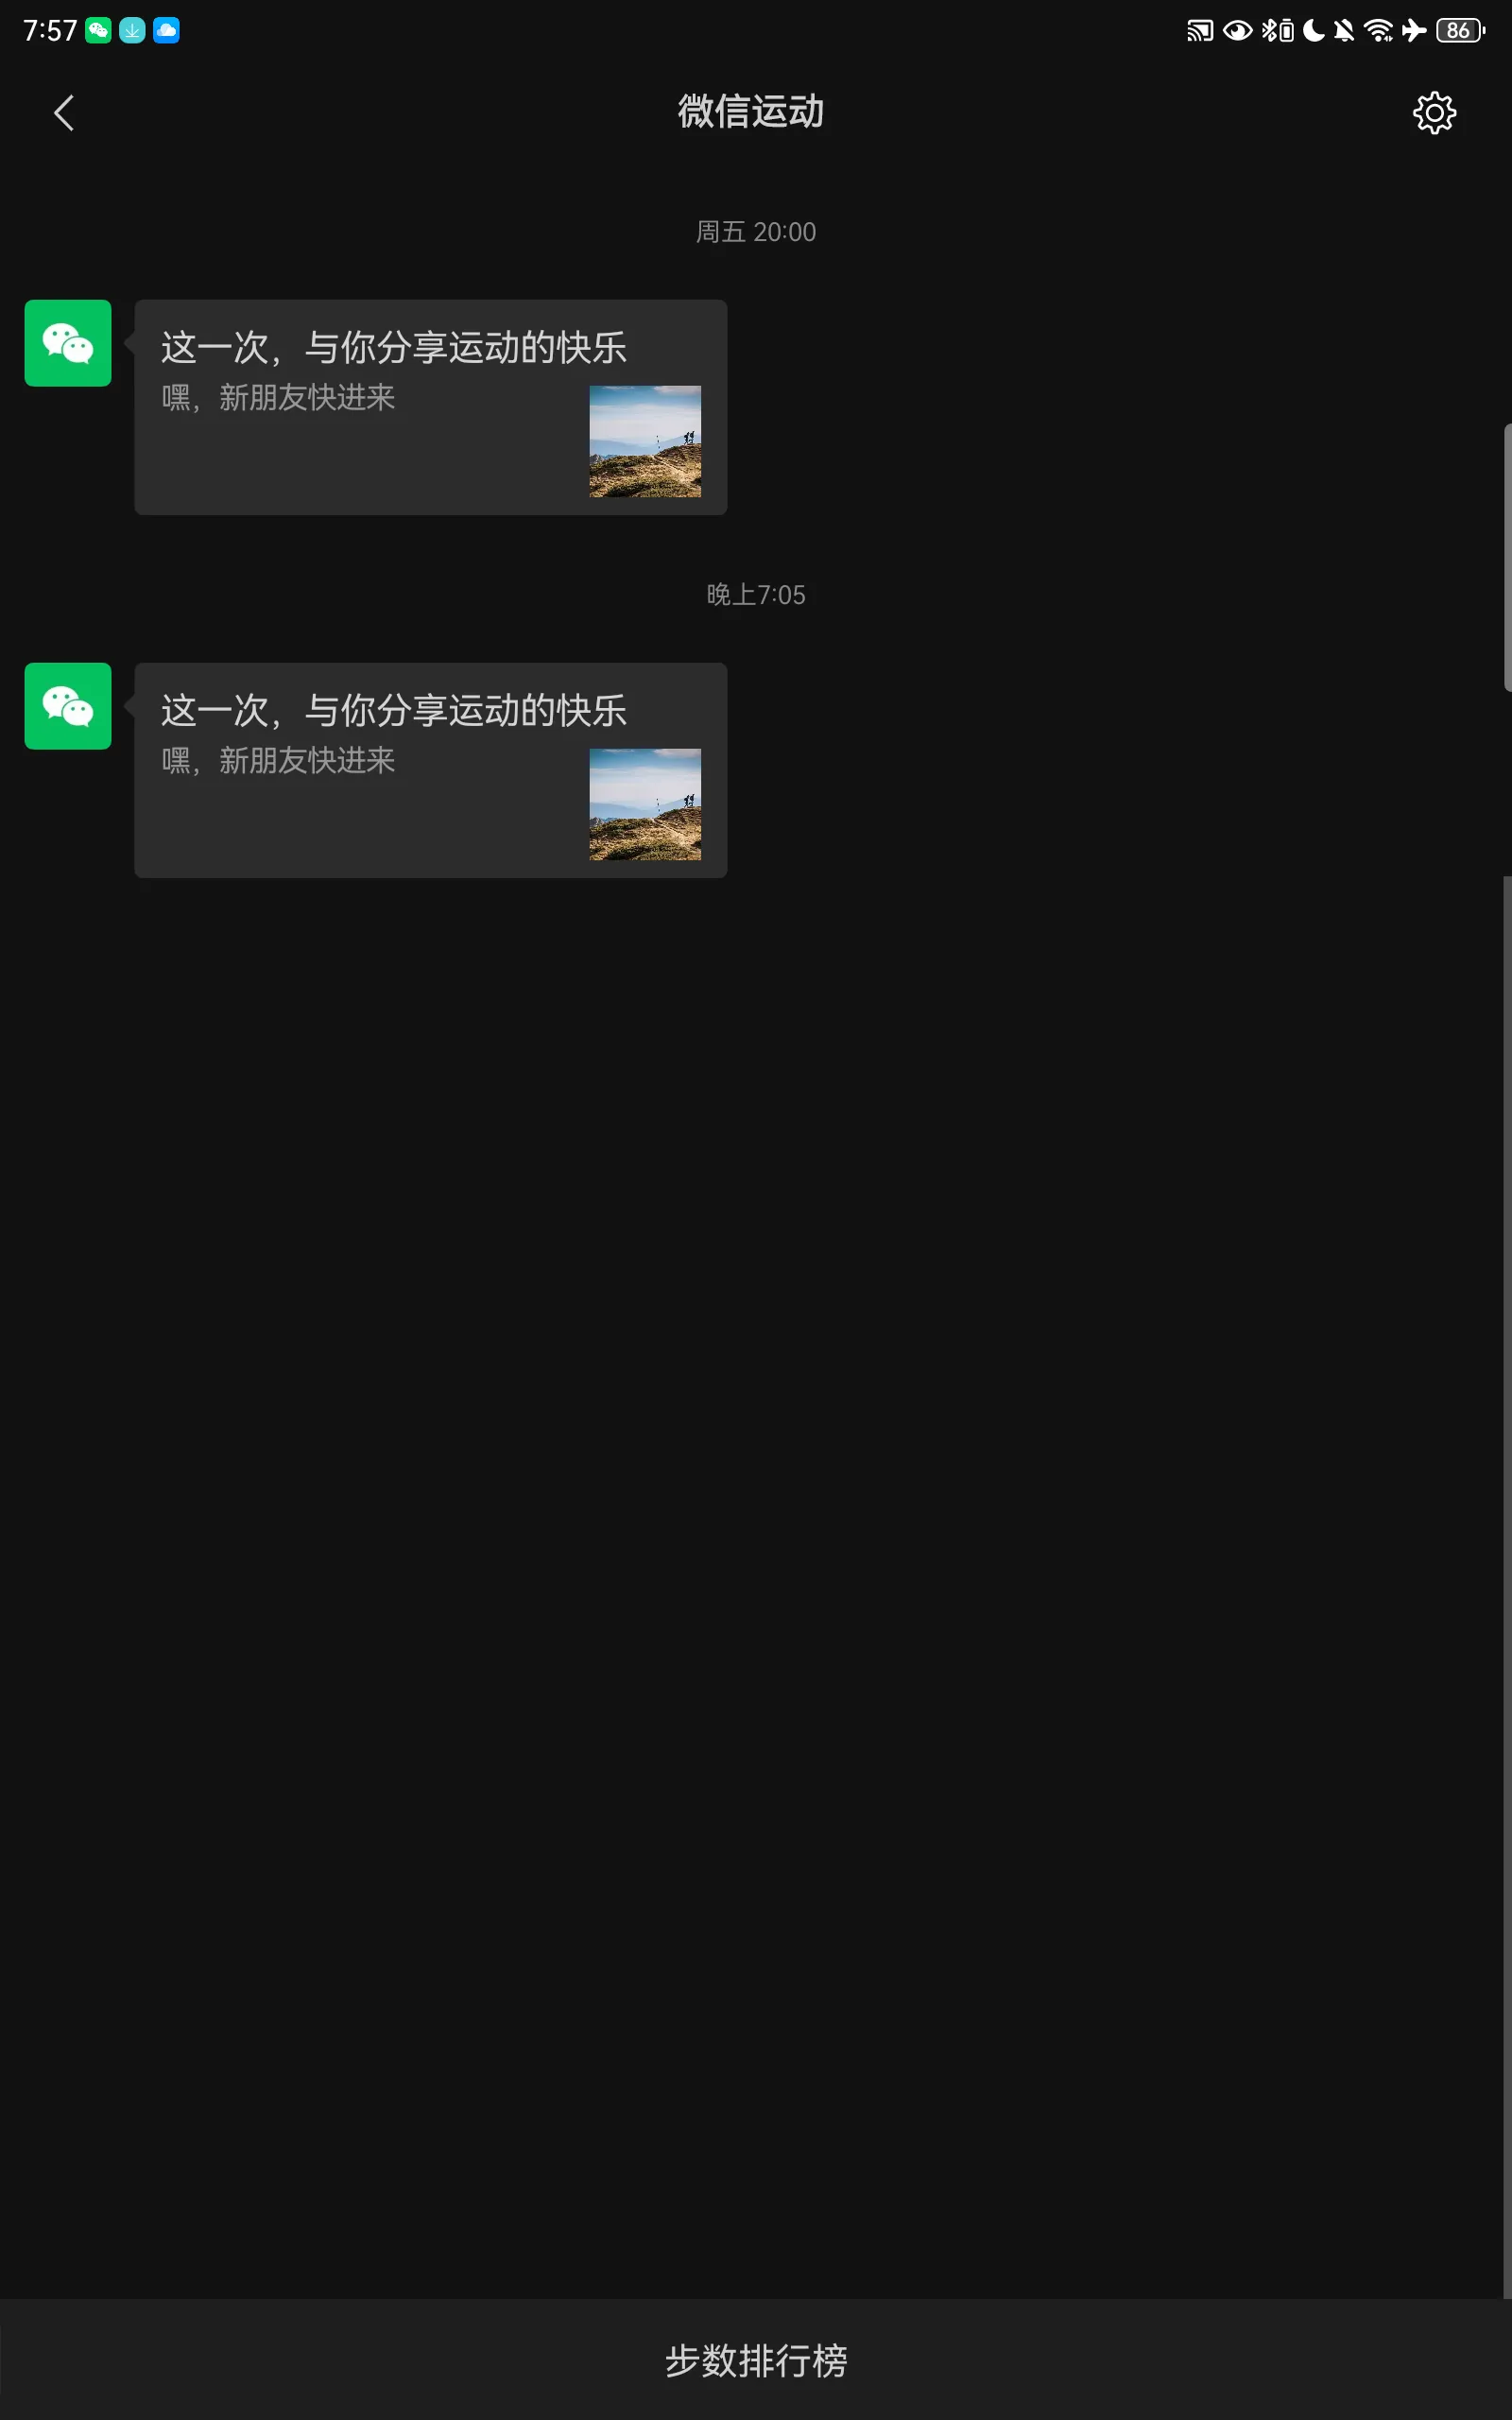 7:57
86
微信运动
周五 20:00
这一次，与你分享运动的快乐
嘿，新朋友快进来
晚上7:05
这一次，与你分享运动的快乐
嘿，新朋友快进来
步数排行榜